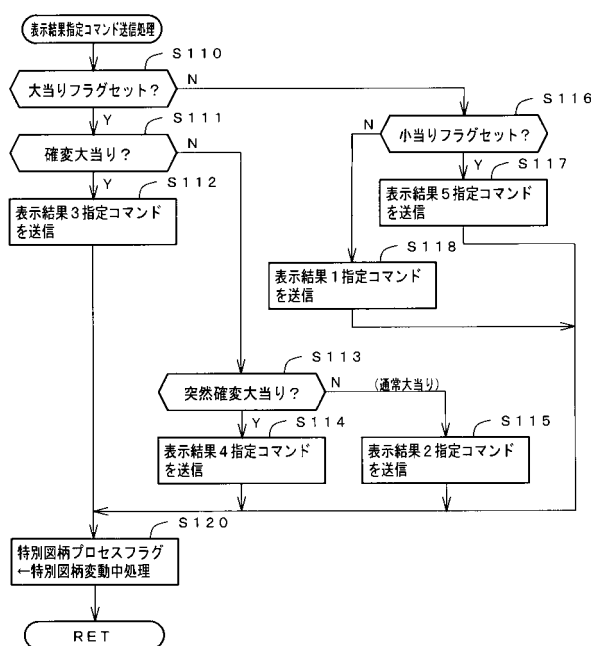 表示結果指定コマンド送信処理
S110
大当りフラグセット?
N
Y
S111
確変大当り?
N
Y
S112
表示結果3指定コマンド
を送信
S116
小当りフラグセット?
N
Y
S117
表示結果5指定コマンド
を送信
S118
表示結果1指定コマンド
を送信
S113
突然確変大当り?
N
(通常大当り)
Y
S114
表示結果4指定コマンド
を送信
S115
表示結果2指定コマンド
を送信
S120
特別図柄プロセスフラグ
←特別図柄変動中処理
RET